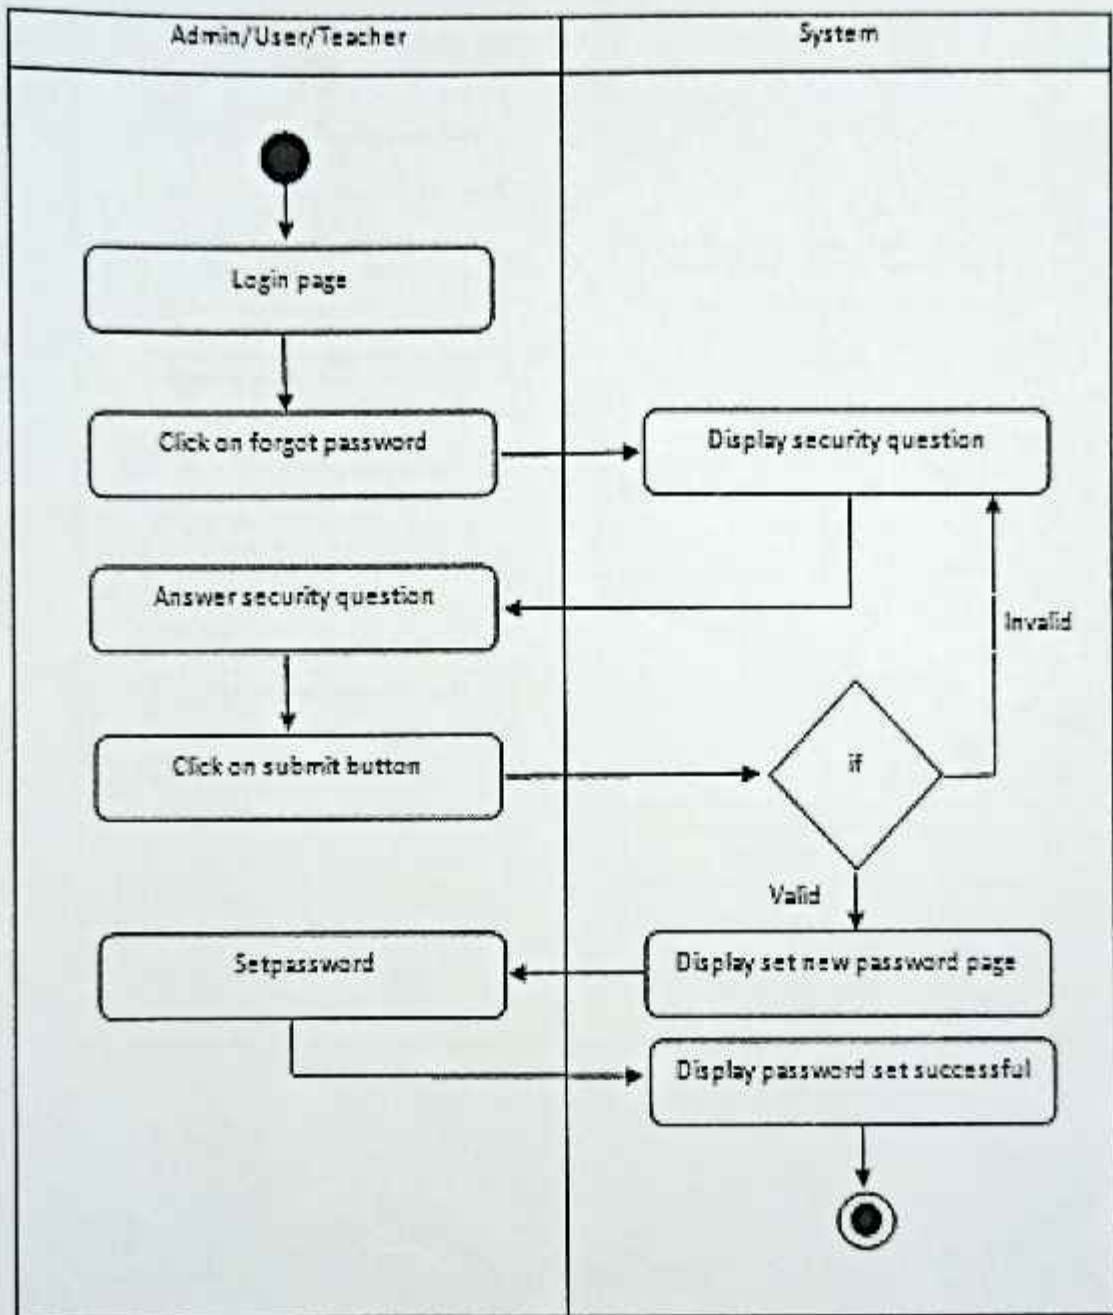 Admin/User/Teacher
System
Login page
Click on forgot password
Display security question
Answer security question
Invalid
Click on submit button
if
Valid
Setpassword
Display set new password page
Display password set successful